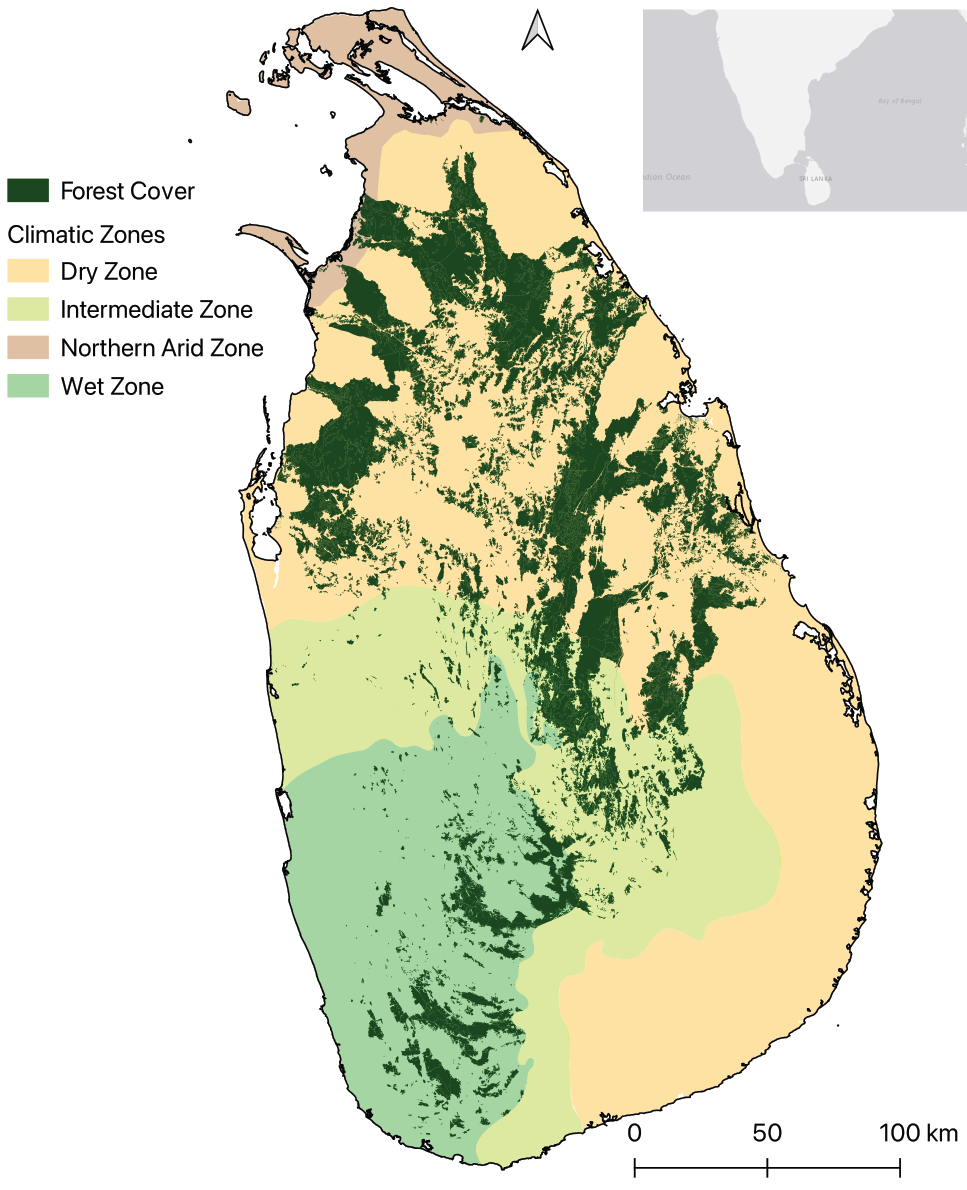 Bay of Bengal
ndian Ocean
SRI LANKA
Forest Cover
Climatic Zones
Dry Zone
Intermediate Zone
Northern Arid Zone
Wet Zone
0 50 100 km